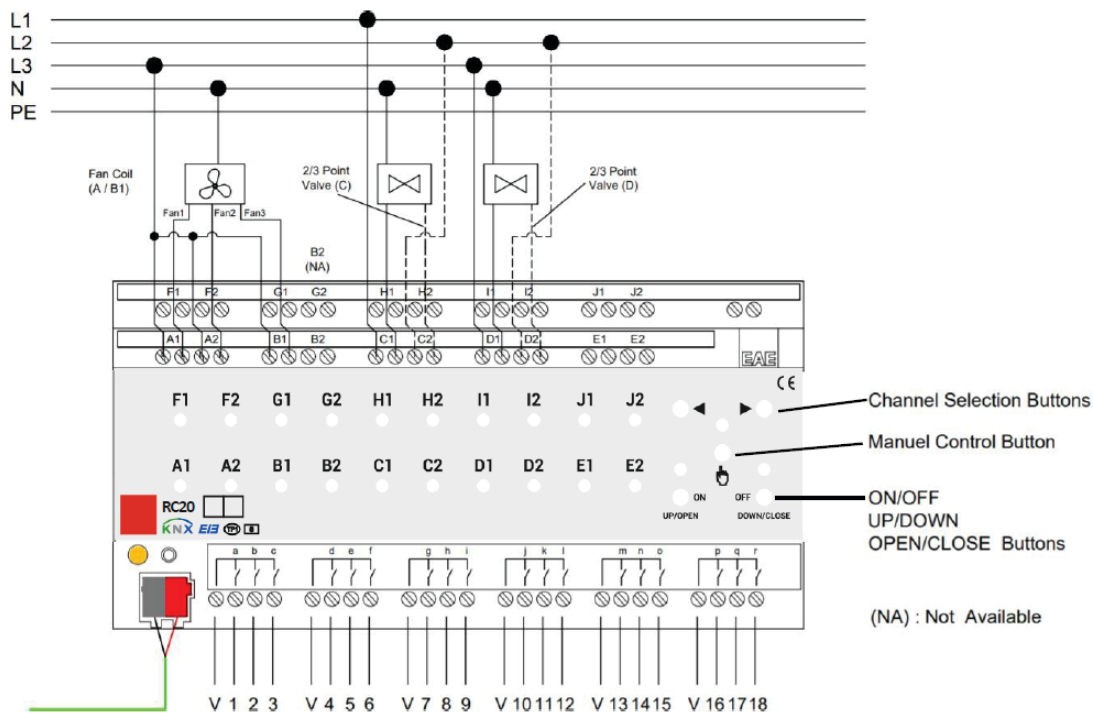 L1
L2
L3
N
PE
Fan Coil
(A / B1)
2/3 Point
Valve (C)
2/3 Point
Valve (D)
Fan1 Fan2 Fan3
B2
(NA)
F1 F2 G1 G2 H1 H2 I1 I2 J1 J2
A1 A2 B1 B2 C1 C2 D1 D2 E1 E2
EAE
CE
F1 F2 G1 G2 H1 H2 I1 I2 J1 J2
Channel Selection Buttons
Manuel Control Button
A1 A2 B1 B2 C1 C2 D1 D2 E1 E2
ON OFF
UP/OPEN DOWN/CLOSE
ON/OFF
UP/DOWN
OPEN/CLOSE Buttons
RC20
KNX EIB TP1
a b c d e f g h i j k l m n o p q r
(NA) : Not Available
V 1 2 3 V 4 5 6 V 7 8 9 V 10 11 12 V 13 14 15 V 16 17 18